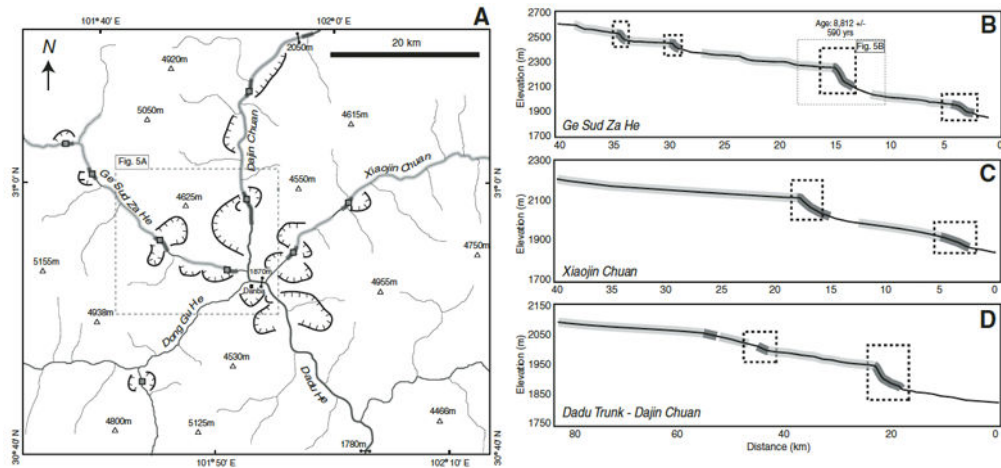 A
101°40' E
102°0' E
N
20 km
2050m
4920m
5050m
4615m
Dajin Chuan
Fig. 5A
Ge Sud Za He
Xiaojin Chuan
31°0' N
31°0' N
4625m
4550m
4750m
5155m
1870m
Danba
4955m
4938m
Dong Gu He
4530m
Dadu He
4466m
4800m
5125m
1780m
30°40' N
30°40' N
101°50' E
102°10' E
B
Age: 8,812 +/-
590 yrs
Fig. 5B
Elevation (m)
2700
2500
2300
2100
1900
1700
Ge Sud Za He
40 35 30 25 20 15 10 5 0
C
Elevation (m)
2300
2100
1900
1700
Xiaojin Chuan
40 35 30 25 20 15 10 5 0
D
Elevation (m)
2150
2050
1950
1850
1750
Dadu Trunk - Dajin Chuan
80 60 40 20 0
Distance (km)